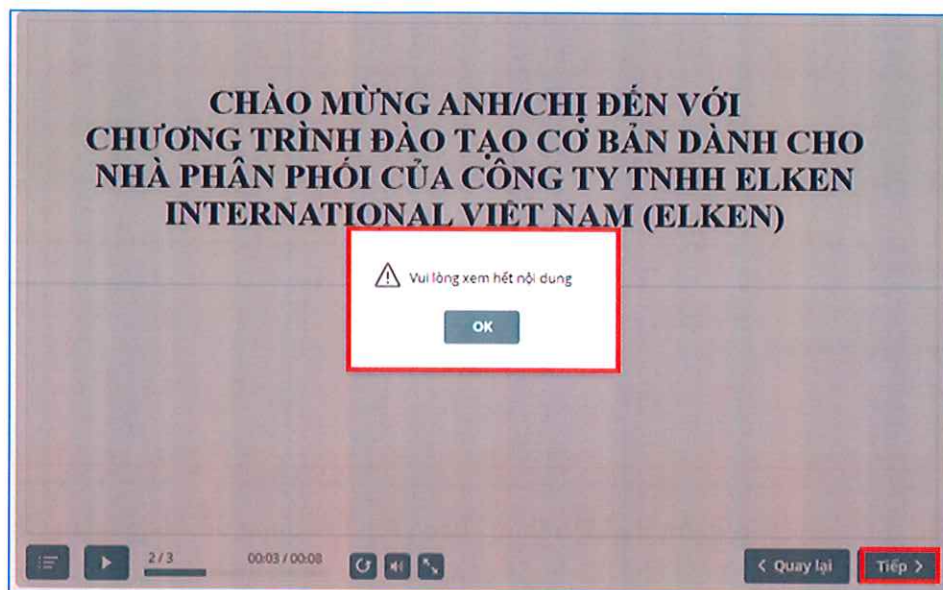 CHÀO MỪNG ANH/CHỊ ĐẾN VỚI
CHƯƠNG TRÌNH ĐÀO TẠO CƠ BẢN DÀNH CHO
NHÀ PHÂN PHỐI CỦA CÔNG TY TNHH ELKEN
INTERNATIONAL VIỆT NAM (ELKEN)
Vui lòng xem hết nội dung
OK
2 / 3 00:03 / 00:08 Quay lại Tiếp